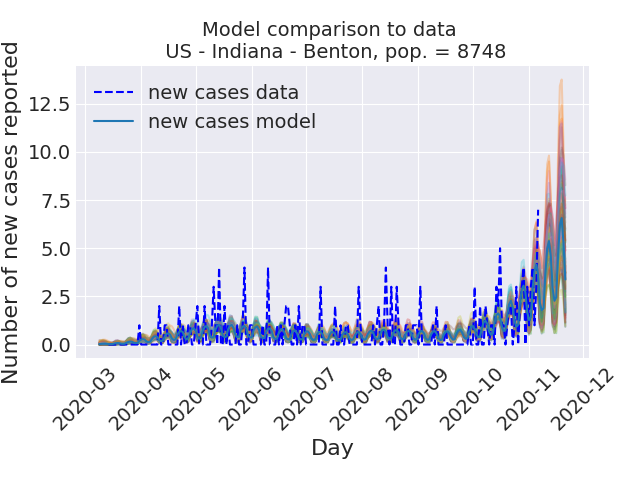 Model comparison to data
US - Indiana - Benton, pop. = 8748
Number of new cases reported
12.5
10.0
7.5
5.0
2.5
0.0
new cases data
new cases model
2020-03
2020-04
2020-05
2020-06
2020-07
2020-08
2020-09
2020-10
2020-11
2020-12
Day